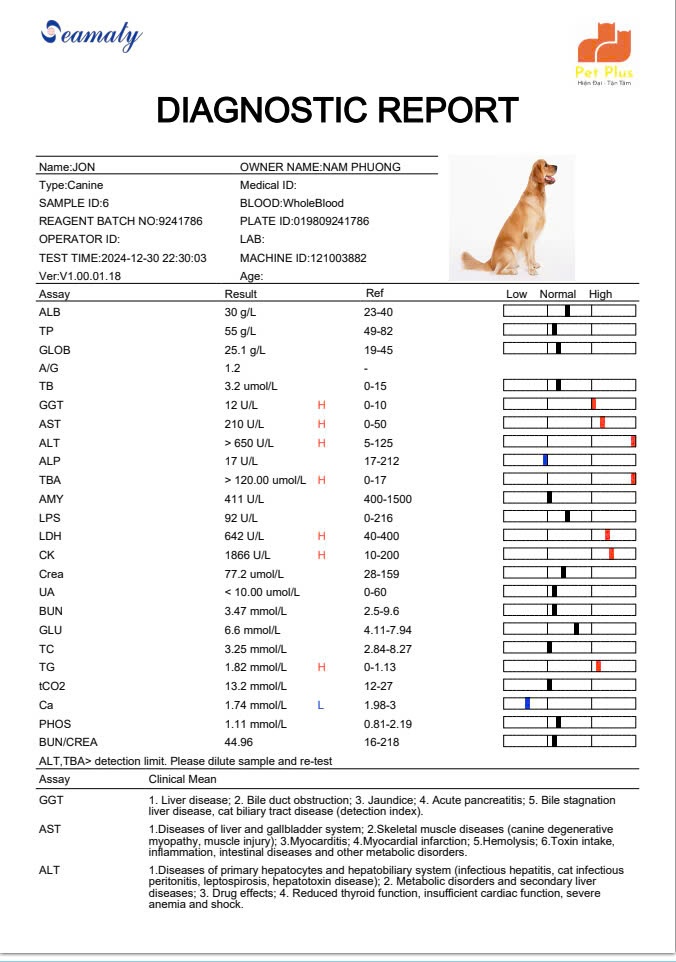 Seamaty
Pet Plus
Hiện Đại - Tận Tâm
DIAGNOSTIC REPORT
Name:JON OWNER NAME:NAM PHUONG
Type:Canine Medical ID:
SAMPLE ID:6 BLOOD:WholeBlood
REAGENT BATCH NO:9241786 PLATE ID:019809241786
OPERATOR ID: LAB:
TEST TIME:2024-12-30 22:30:03 MACHINE ID:121003882
Ver:V1.00.01.18 Age:
Assay Result Ref Low Normal High
ALB 30 g/L 23-40
TP 55 g/L 49-82
GLOB 25.1 g/L 19-45
A/G 1.2 -
TB 3.2 umol/L 0-15
GGT 12 U/L H 0-10
AST 210 U/L H 0-50
ALT > 650 U/L H 5-125
ALP 17 U/L 17-212
TBA > 120.00 umol/L H 0-17
AMY 411 U/L 400-1500
LPS 92 U/L 0-216
LDH 642 U/L H 40-400
CK 1866 U/L H 10-200
Crea 77.2 umol/L 28-159
UA < 10.00 umol/L 0-60
BUN 3.47 mmol/L 2.5-9.6
GLU 6.6 mmol/L 4.11-7.94
TC 3.25 mmol/L 2.84-8.27
TG 1.82 mmol/L H 0-1.13
tCO2 13.2 mmol/L 12-27
Ca 1.74 mmol/L L 1.98-3
PHOS 1.11 mmol/L 0.81-2.19
BUN/CREA 44.96 16-218
ALT,TBA> detection limit. Please dilute sample and re-test
Assay Clinical Mean
GGT 1. Liver disease; 2. Bile duct obstruction; 3. Jaundice; 4. Acute pancreatitis; 5. Bile stagnation
liver disease, cat biliary tract disease (detection index).
AST 1.Diseases of liver and gallbladder system; 2.Skeletal muscle diseases (canine degenerative
myopathy, muscle injury); 3.Myocarditis; 4.Myocardial infarction; 5.Hemolysis; 6.Toxin intake,
inflammation, intestinal diseases and other metabolic disorders.
ALT 1.Diseases of primary hepatocytes and hepatobiliary system (infectious hepatitis, cat infectious
peritonitis, leptospirosis, hepatotoxin disease); 2. Metabolic disorders and secondary liver
diseases; 3. Drug effects; 4. Reduced thyroid function, insufficient cardiac function, severe
anemia and shock.